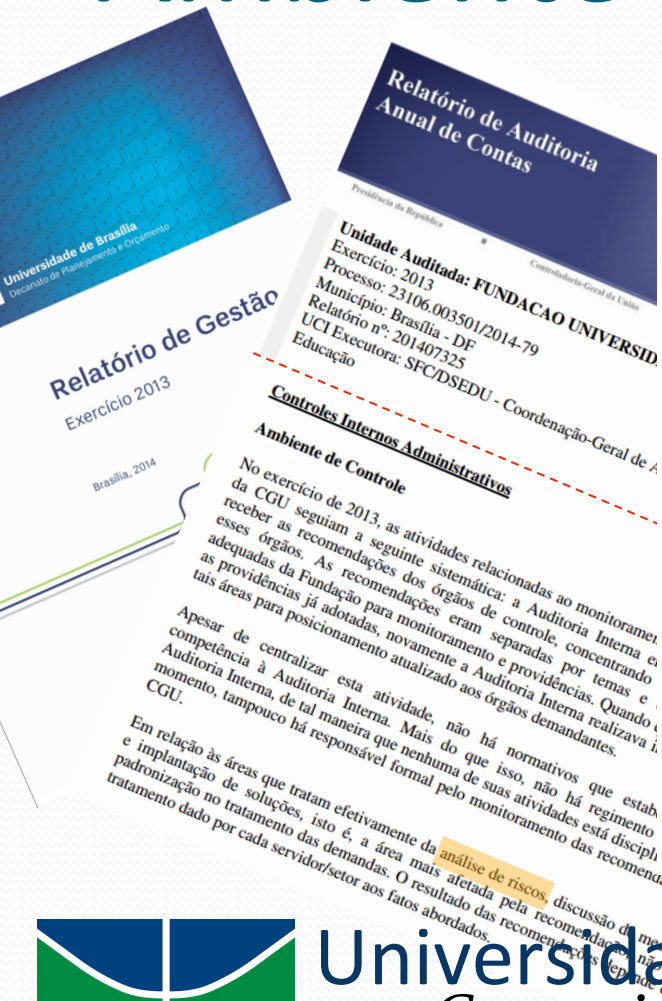 Universidade de Brasília
Decanato de Planejamento e Orçamento
Relatório de Gestão
Exercício 2013
Brasília, 2014
Relatório de Auditoria
Anual de Contas
Presidência da República
Controladoria-Geral da União
Unidade Auditada: FUNDACAO UNIVERSID
Exercício: 2013
Processo: 23106.003501/2014-79
Município: Brasília - DF
Relatório nº: 201407325
UCI Executora: SFC/DSEDU - Coordenação-Geral de A
Educação
Controles Internos Administrativos
Ambiente de Controle
No exercício de 2013, as atividades relacionadas ao monitoramen
da CGU seguiam a seguinte sistemática: a Auditoria Interna e
receber as recomendações dos órgãos de controle, concentrando
esses órgãos. As recomendações eram separadas por temas e
adequadas da Fundação para monitoramento e providências. Quando
as providências já adotadas, novamente a Auditoria Interna realizava
tais áreas para posicionamento atualizado aos órgãos demandantes.
Apesar de centralizar esta atividade, não há normativos que estab
competência à Auditoria Interna. Mais do que isso, não há regimento
Auditoria Interna, de tal maneira que nenhuma de suas atividades está discipli
momento, tampouco há responsável formal pelo monitoramento das recomenda
CGU.
Em relação às áreas que tratam efetivamente da análise de riscos, discussão de me
e implantação de soluções, isto é, a área mais afetada pela recomendação, nã
padronização no tratamento das demandas. O resultado das recomendações depende
tratamento dado por cada servidor/setor aos fatos abordados.
Universida